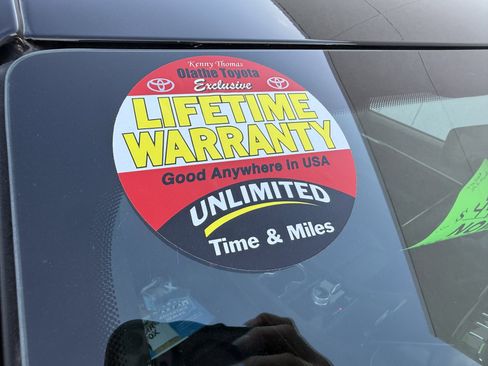 Kenny Thomas
Olathe Toyota
Exclusive
LIFETIME
WARRANTY
Good Anywhere In USA
UNLIMITED
Time & Miles